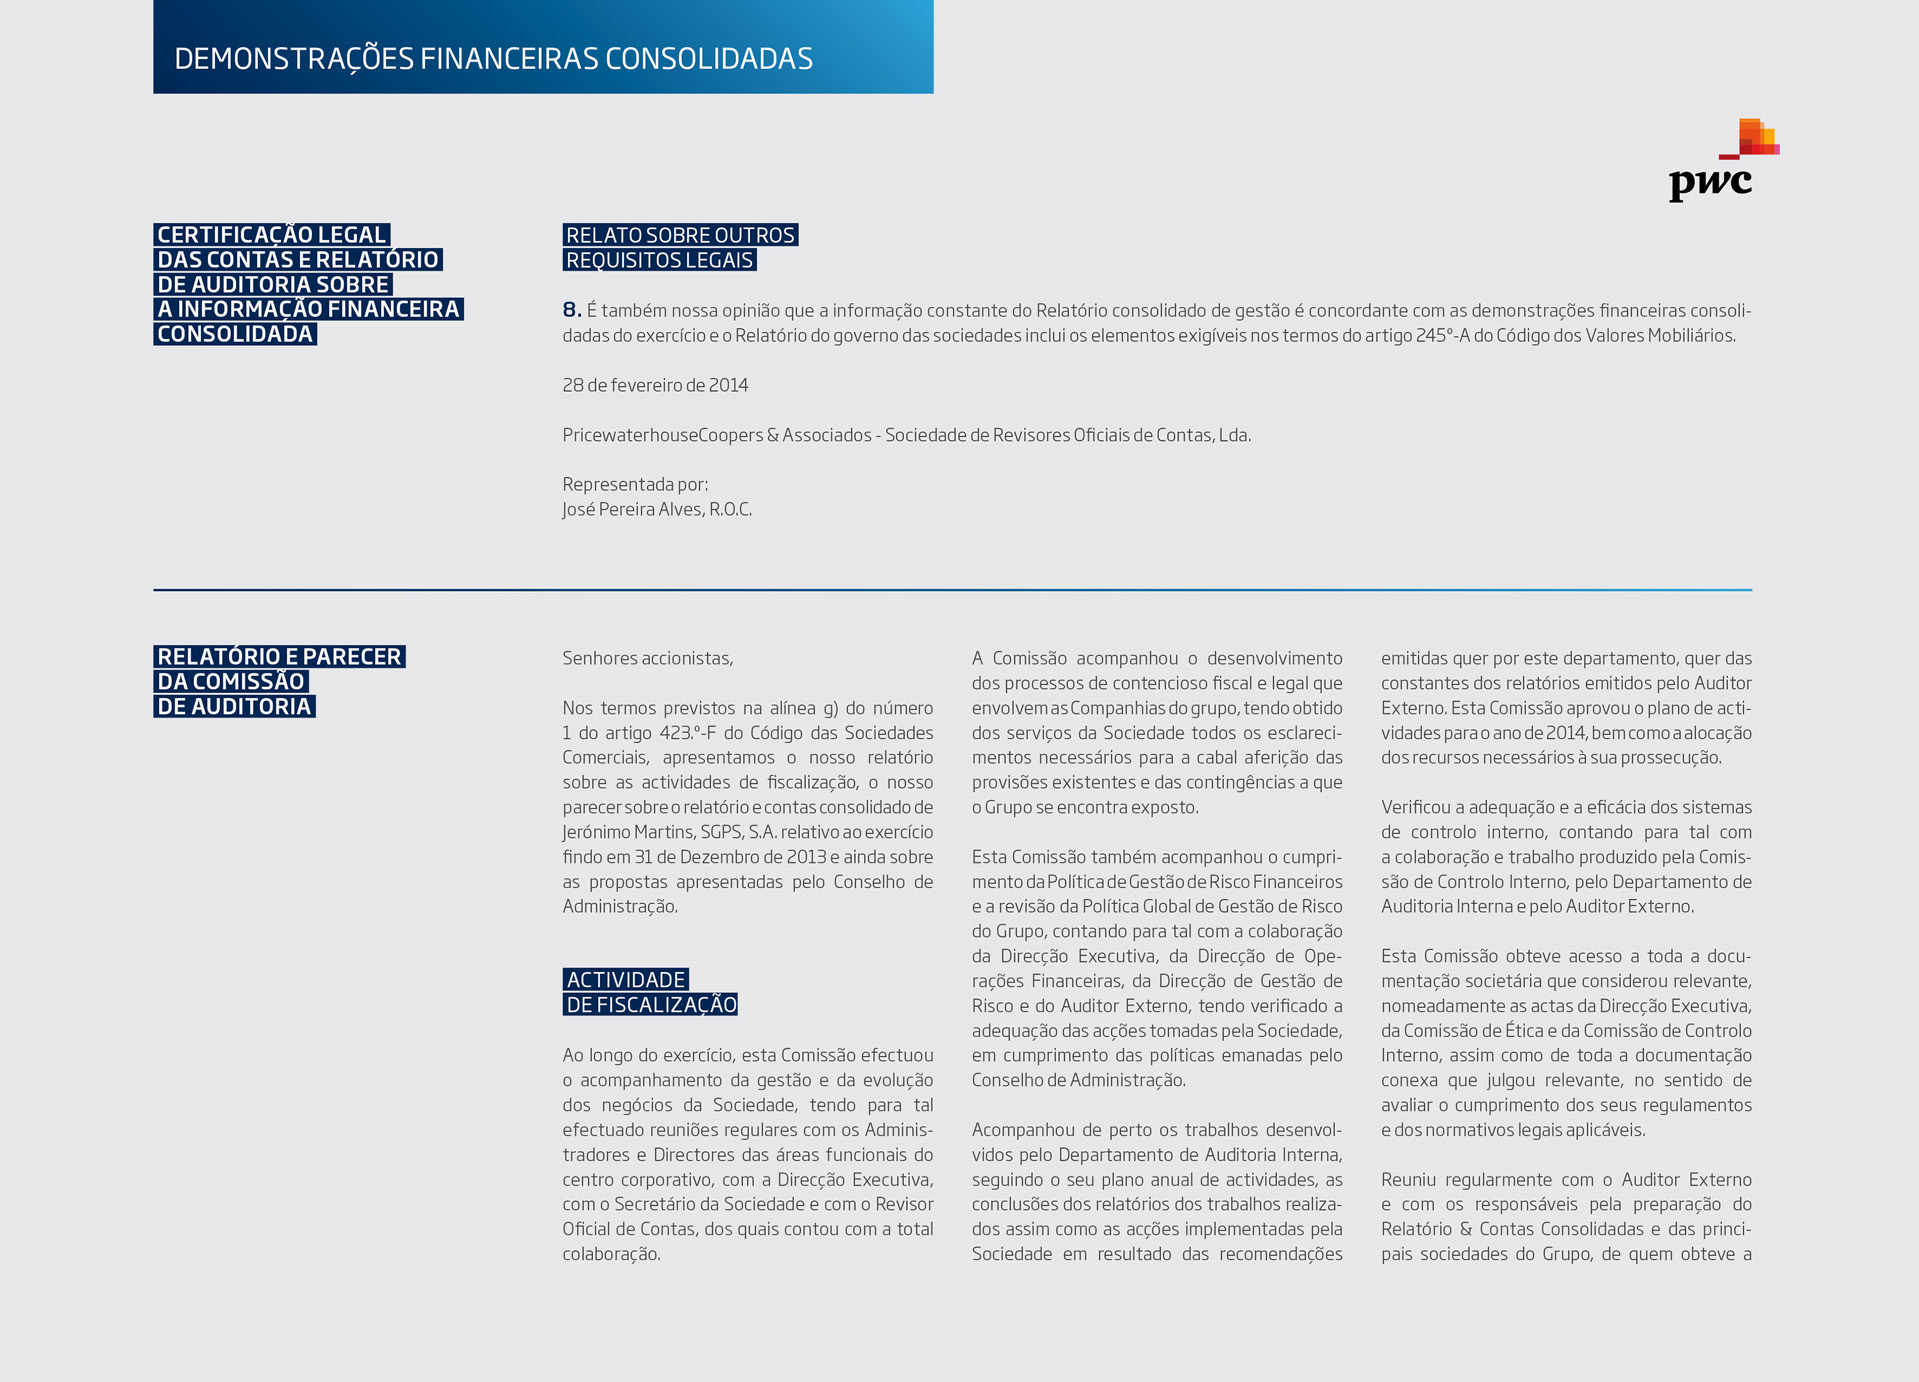 DEMONSTRAÇÕES FINANCEIRAS CONSOLIDADAS
pwc
CERTIFICAÇÃO LEGAL
DAS CONTAS E RELATÓRIO
DE AUDITORIA SOBRE
A INFORMAÇÃO FINANCEIRA
CONSOLIDADA
RELATO SOBRE OUTROS
REQUISITOS LEGAIS
8. É também nossa opinião que a informação constante do Relatório consolidado de gestão é concordante com as demonstrações financeiras consoli-
dadas do exercício e o Relatório do governo das sociedades inclui os elementos exigíveis nos termos do artigo 245º-A do Código dos Valores Mobiliários.
28 de fevereiro de 2014
PricewaterhouseCoopers & Associados - Sociedade de Revisores Oficiais de Contas, Lda.
Representada por:
José Pereira Alves, R.O.C.
RELATÓRIO E PARECER
DA COMISSÃO
DE AUDITORIA
Senhores accionistas,
Nos termos previstos na alínea g) do número
1 do artigo 423.º-F do Código das Sociedades
Comerciais, apresentamos o nosso relatório
sobre as actividades de fiscalização, o nosso
parecer sobre o relatório e contas consolidado de
Jerónimo Martins, SGPS, S.A. relativo ao exercício
findo em 31 de Dezembro de 2013 e ainda sobre
as propostas apresentadas pelo Conselho de
Administração.
ACTIVIDADE
DE FISCALIZAÇÃO
Ao longo do exercício, esta Comissão efectuou
o acompanhamento da gestão e da evolução
dos negócios da Sociedade, tendo para tal
efectuado reuniões regulares com os Adminis-
tradores e Directores das áreas funcionais do
centro corporativo, com a Direcção Executiva,
com o Secretário da Sociedade e com o Revisor
Oficial de Contas, dos quais contou com a total
colaboração.
A Comissão acompanhou o desenvolvimento
dos processos de contencioso fiscal e legal que
envolvem as Companhias do grupo, tendo obtido
dos serviços da Sociedade todos os esclareci-
mentos necessários para a cabal aferição das
provisões existentes e das contingências a que
o Grupo se encontra exposto.
Esta Comissão também acompanhou o cumpri-
mento da Política de Gestão de Risco Financeiros
e a revisão da Política Global de Gestão de Risco
do Grupo, contando para tal com a colaboração
da Direcção Executiva, da Direcção de Ope-
rações Financeiras, da Direcção de Gestão de
Risco e do Auditor Externo, tendo verificado a
adequação das acções tomadas pela Sociedade,
em cumprimento das políticas emanadas pelo
Conselho de Administração.
Acompanhou de perto os trabalhos desenvol-
vidos pelo Departamento de Auditoria Interna,
seguindo o seu plano anual de actividades, as
conclusões dos relatórios dos trabalhos realiza-
dos assim como as acções implementadas pela
Sociedade em resultado das recomendações
emitidas quer por este departamento, quer das
constantes dos relatórios emitidos pelo Auditor
Externo. Esta Comissão aprovou o plano de acti-
vidades para o ano de 2014, bem como a alocação
dos recursos necessários à sua prossecução.
Verificou a adequação e a eficácia dos sistemas
de controlo interno, contando para tal com
a colaboração e trabalho produzido pela Comis-
são de Controlo Interno, pelo Departamento de
Auditoria Interna e pelo Auditor Externo.
Esta Comissão obteve acesso a toda a docu-
mentação societária que considerou relevante,
nomeadamente as actas da Direcção Executiva,
da Comissão de Ética e da Comissão de Controlo
Interno, assim como de toda a documentação
conexa que julgou relevante, no sentido de
avaliar o cumprimento dos seus regulamentos
e dos normativos legais aplicáveis.
Reuniu regularmente com o Auditor Externo
e com os responsáveis pela preparação do
Relatório & Contas Consolidadas e das princi-
pais sociedades do Grupo, de quem obteve a